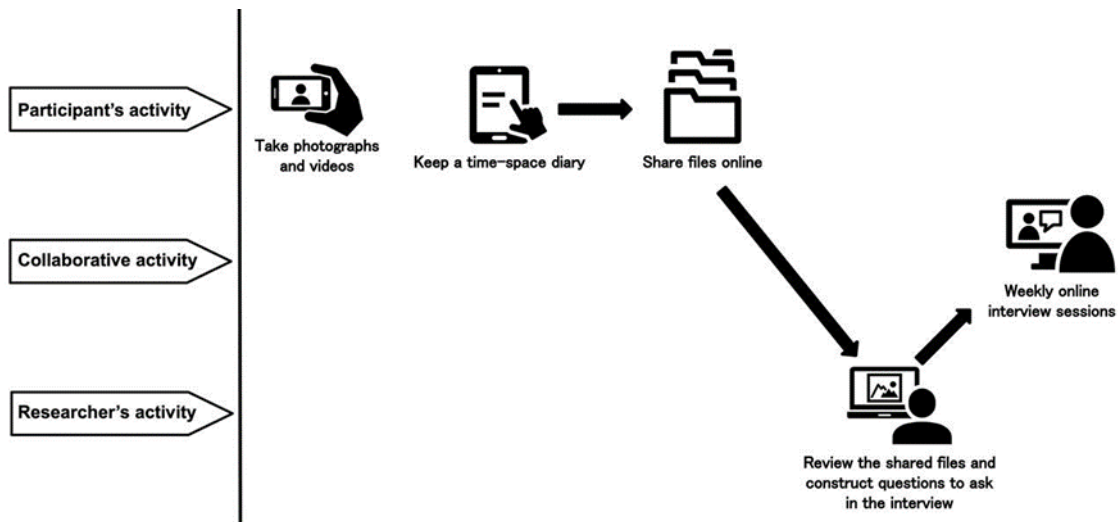 Participant's activity
Take photographs
and videos
Keep a time-space diary
Share files online
Collaborative activity
Weekly online
interview sessions
Researcher's activity
Review the shared files and
construct questions to ask
in the interview